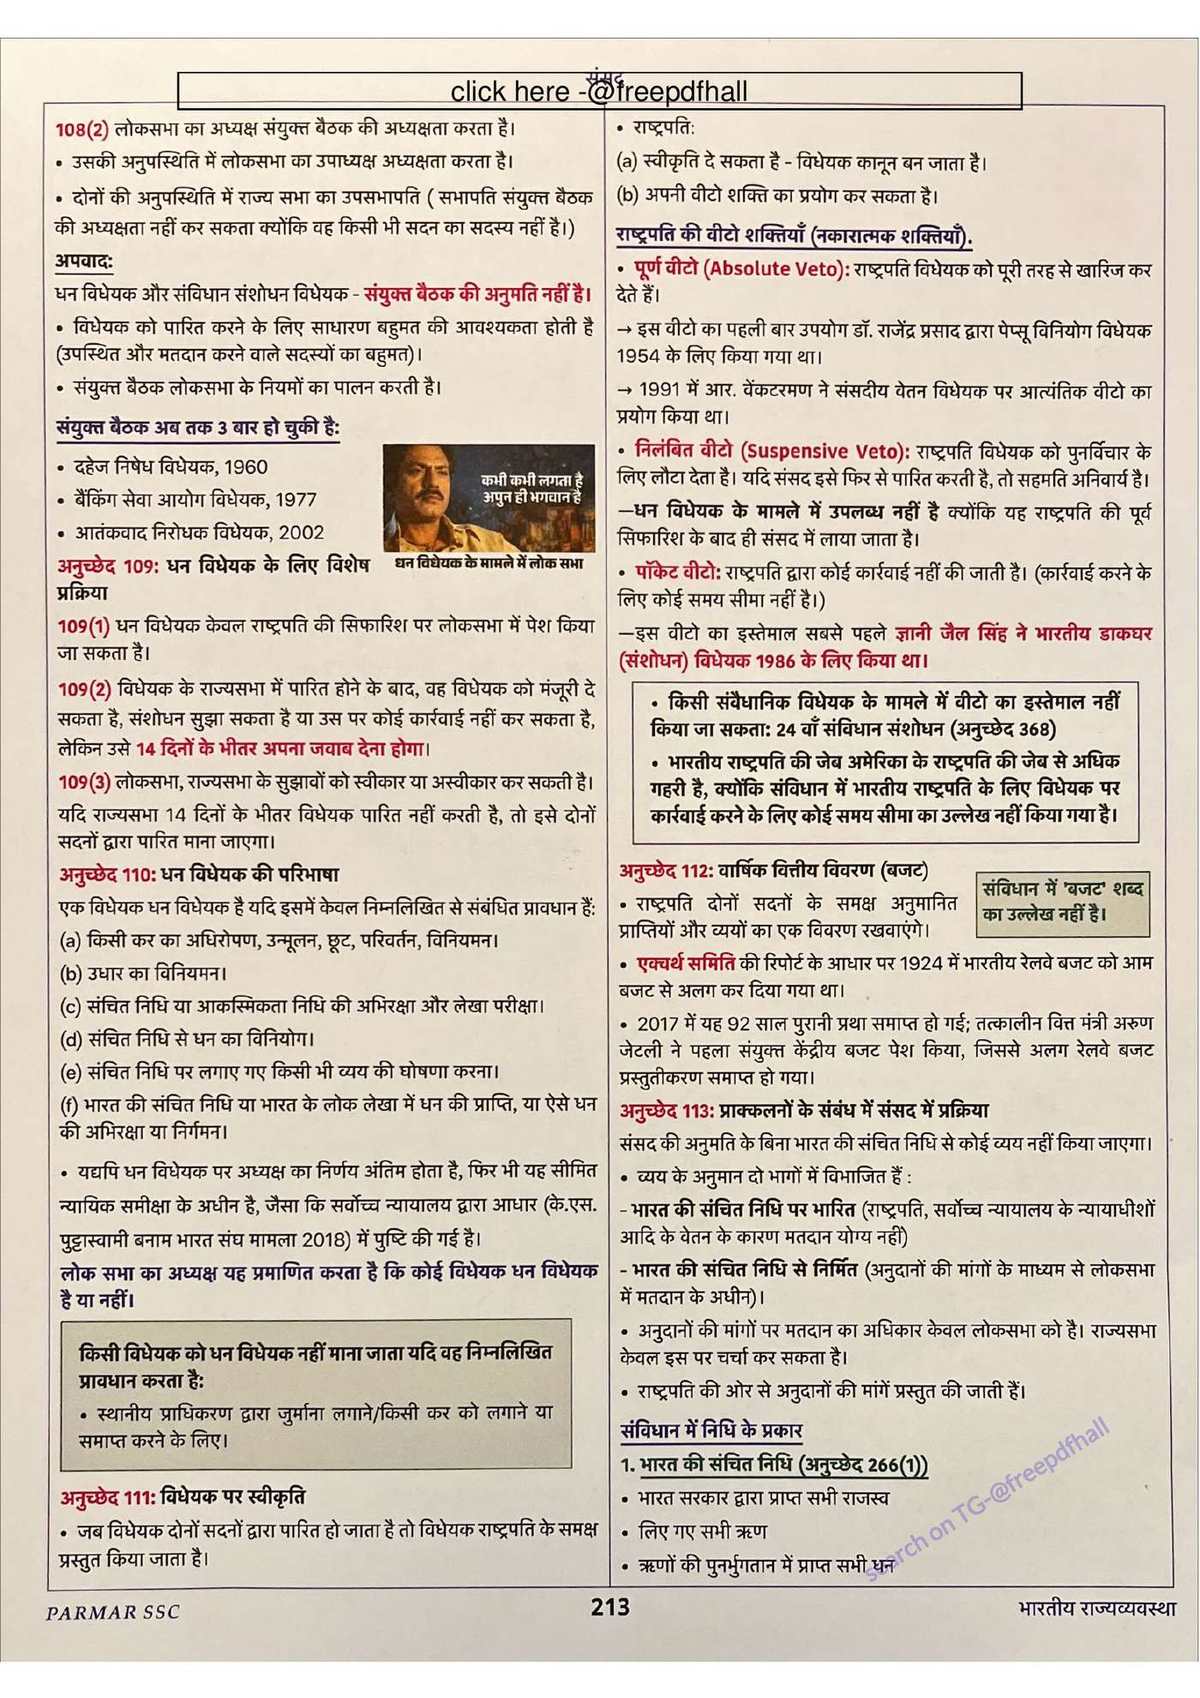 संसद
click here -@freepdfhall
108(2) लोकसभा का अध्यक्ष संयुक्त बैठक की अध्यक्षता करता है।
• उसकी अनुपस्थिति में लोकसभा का उपाध्यक्ष अध्यक्षता करता है।
• दोनों की अनुपस्थिति में राज्य सभा का उपसभापति ( सभापति संयुक्त बैठक
की अध्यक्षता नहीं कर सकता क्योंकि वह किसी भी सदन का सदस्य नहीं है।)
अपवाद:
धन विधेयक और संविधान संशोधन विधेयक - संयुक्त बैठक की अनुमति नहीं है।
• विधेयक को पारित करने के लिए साधारण बहुमत की आवश्यकता होती है
(उपस्थित और मतदान करने वाले सदस्यों का बहुमत)।
• संयुक्त बैठक लोकसभा के नियमों का पालन करती है।
संयुक्त बैठक अब तक 3 बार हो चुकी है:
• दहेज निषेध विधेयक, 1960
• बैंकिंग सेवा आयोग विधेयक, 1977
• आतंकवाद निरोधक विधेयक, 2002
कभी कभी लगता है
अपुन ही भगवान है
धन विधेयक के मामले में लोक सभा
अनुच्छेद 109: धन विधेयक के लिए विशेष
प्रक्रिया
109(1) धन विधेयक केवल राष्ट्रपति की सिफारिश पर लोकसभा में पेश किया
जा सकता है।
109(2) विधेयक के राज्यसभा में पारित होने के बाद, वह विधेयक को मंजूरी दे
सकता है, संशोधन सुझा सकता है या उस पर कोई कार्रवाई नहीं कर सकता है,
लेकिन उसे 14 दिनों के भीतर अपना जवाब देना होगा।
109(3) लोकसभा, राज्यसभा के सुझावों को स्वीकार या अस्वीकार कर सकती है।
यदि राज्यसभा 14 दिनों के भीतर विधेयक पारित नहीं करती है, तो इसे दोनों
सदनों द्वारा पारित माना जाएगा।
अनुच्छेद 110: धन विधेयक की परिभाषा
एक विधेयक धन विधेयक है यदि इसमें केवल निम्नलिखित से संबंधित प्रावधान हैं:
(a) किसी कर का अधिरोपण, उन्मूलन, छूट, परिवर्तन, विनियमन।
(b) उधार का विनियमन।
(c) संचित निधि या आकस्मिकता निधि की अभिरक्षा और लेखा परीक्षा।
(d) संचित निधि से धन का विनियोग।
(e) संचित निधि पर लगाए गए किसी भी व्यय की घोषणा करना।
(f) भारत की संचित निधि या भारत के लोक लेखा में धन की प्राप्ति, या ऐसे धन
की अभिरक्षा या निर्गमन।
• यद्यपि धन विधेयक पर अध्यक्ष का निर्णय अंतिम होता है, फिर भी यह सीमित
न्यायिक समीक्षा के अधीन है, जैसा कि सर्वोच्च न्यायालय द्वारा आधार (के.एस.
पुट्टास्वामी बनाम भारत संघ मामला 2018) में पुष्टि की गई है।
लोक सभा का अध्यक्ष यह प्रमाणित करता है कि कोई विधेयक धन विधेयक
है या नहीं।
किसी विधेयक को धन विधेयक नहीं माना जाता यदि वह निम्नलिखित
प्रावधान करता है:
• स्थानीय प्राधिकरण द्वारा जुर्माना लगाने/किसी कर को लगाने या
समाप्त करने के लिए।
अनुच्छेद 111: विधेयक पर स्वीकृति
• जब विधेयक दोनों सदनों द्वारा पारित हो जाता है तो विधेयक राष्ट्रपति के समक्ष
प्रस्तुत किया जाता है।
• राष्ट्रपति:
(a) स्वीकृति दे सकता है - विधेयक कानून बन जाता है।
(b) अपनी वीटो शक्ति का प्रयोग कर सकता है।
राष्ट्रपति की वीटो शक्तियाँ (नकारात्मक शक्तियाँ).
• पूर्ण वीटो (Absolute Veto): राष्ट्रपति विधेयक को पूरी तरह से खारिज कर
देते हैं।
→ इस वीटो का पहली बार उपयोग डॉ. राजेंद्र प्रसाद द्वारा पेप्सू विनियोग विधेयक
1954 के लिए किया गया था।
→ 1991 में आर. वेंकटरमण ने संसदीय वेतन विधेयक पर आत्यंतिक वीटो का
प्रयोग किया था।
• निलंबित वीटो (Suspensive Veto): राष्ट्रपति विधेयक को पुनर्विचार के
लिए लौटा देता है। यदि संसद इसे फिर से पारित करती है, तो सहमति अनिवार्य है।
—धन विधेयक के मामले में उपलब्ध नहीं है क्योंकि यह राष्ट्रपति की पूर्व
सिफारिश के बाद ही संसद में लाया जाता है।
• पॉकेट वीटो: राष्ट्रपति द्वारा कोई कार्रवाई नहीं की जाती है। (कार्रवाई करने के
लिए कोई समय सीमा नहीं है।)
—इस वीटो का इस्तेमाल सबसे पहले ज्ञानी जैल सिंह ने भारतीय डाकघर
(संशोधन) विधेयक 1986 के लिए किया था।
• किसी संवैधानिक विधेयक के मामले में वीटो का इस्तेमाल नहीं
किया जा सकता: 24 वाँ संविधान संशोधन (अनुच्छेद 368)
• भारतीय राष्ट्रपति की जेब अमेरिका के राष्ट्रपति की जेब से अधिक
गहरी है, क्योंकि संविधान में भारतीय राष्ट्रपति के लिए विधेयक पर
कार्रवाई करने के लिए कोई समय सीमा का उल्लेख नहीं किया गया है।
अनुच्छेद 112: वार्षिक वित्तीय विवरण (बजट)
• राष्ट्रपति दोनों सदनों के समक्ष अनुमानित
प्राप्तियों और व्ययों का एक विवरण रखवाएंगे।
संविधान में 'बजट' शब्द
का उल्लेख नहीं है।
• एक्वर्थ समिति की रिपोर्ट के आधार पर 1924 में भारतीय रेलवे बजट को आम
बजट से अलग कर दिया गया था।
• 2017 में यह 92 साल पुरानी प्रथा समाप्त हो गई; तत्कालीन वित्त मंत्री अरुण
जेटली ने पहला संयुक्त केंद्रीय बजट पेश किया, जिससे अलग रेलवे बजट
प्रस्तुतीकरण समाप्त हो गया।
अनुच्छेद 113: प्राक्कलनों के संबंध में संसद में प्रक्रिया
संसद की अनुमति के बिना भारत की संचित निधि से कोई व्यय नहीं किया जाएगा।
• व्यय के अनुमान दो भागों में विभाजित हैं :
- भारत की संचित निधि पर भारित (राष्ट्रपति, सर्वोच्च न्यायालय के न्यायाधीशों
आदि के वेतन के कारण मतदान योग्य नहीं)
- भारत की संचित निधि से निर्मित (अनुदानों की मांगों के माध्यम से लोकसभा
में मतदान के अधीन)।
• अनुदानों की मांगों पर मतदान का अधिकार केवल लोकसभा को है। राज्यसभा
केवल इस पर चर्चा कर सकता है।
• राष्ट्रपति की ओर से अनुदानों की मांगें प्रस्तुत की जाती हैं।
संविधान में निधि के प्रकार
1. भारत की संचित निधि (अनुच्छेद 266(1))
• भारत सरकार द्वारा प्राप्त सभी राजस्व
• लिए गए सभी ऋण
• ऋणों की पुनर्भुगतान में प्राप्त सभी धन
search on TG-@freepdfhall
PARMAR SSC
213
भारतीय राज्यव्यवस्था